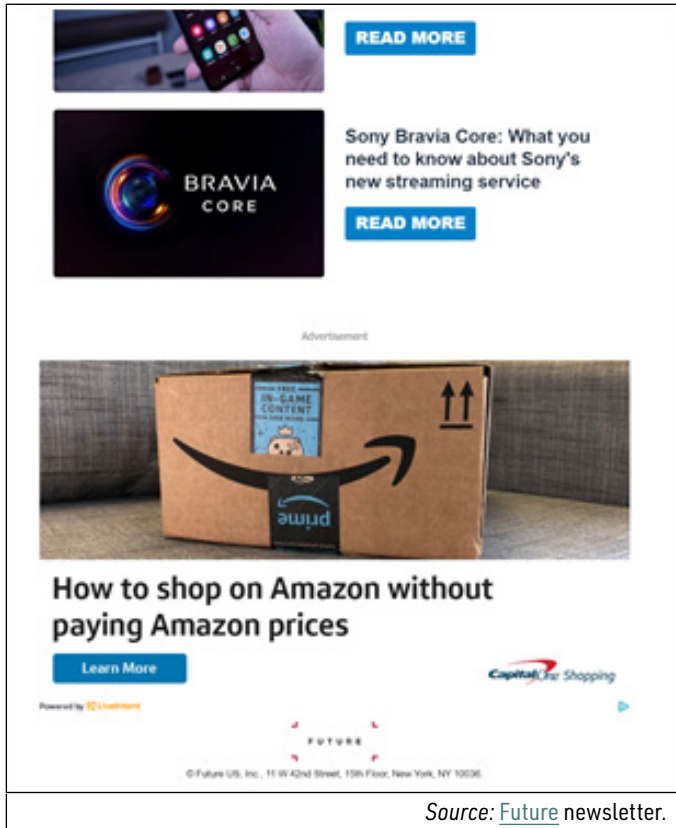 READ MORE
BRAVIA
CORE
Sony Bravia Core: What you
need to know about Sony's
new streaming service
READ MORE
Advertisement
FREE
IN-GAME
CONTENT
prime
How to shop on Amazon without
paying Amazon prices
Learn More
CapitalOne Shopping
Powered by LiveIntent
FUTURE
© Future US, Inc., 11 W 42nd Street, 15th Floor, New York, NY 10036.
Source: Future newsletter.